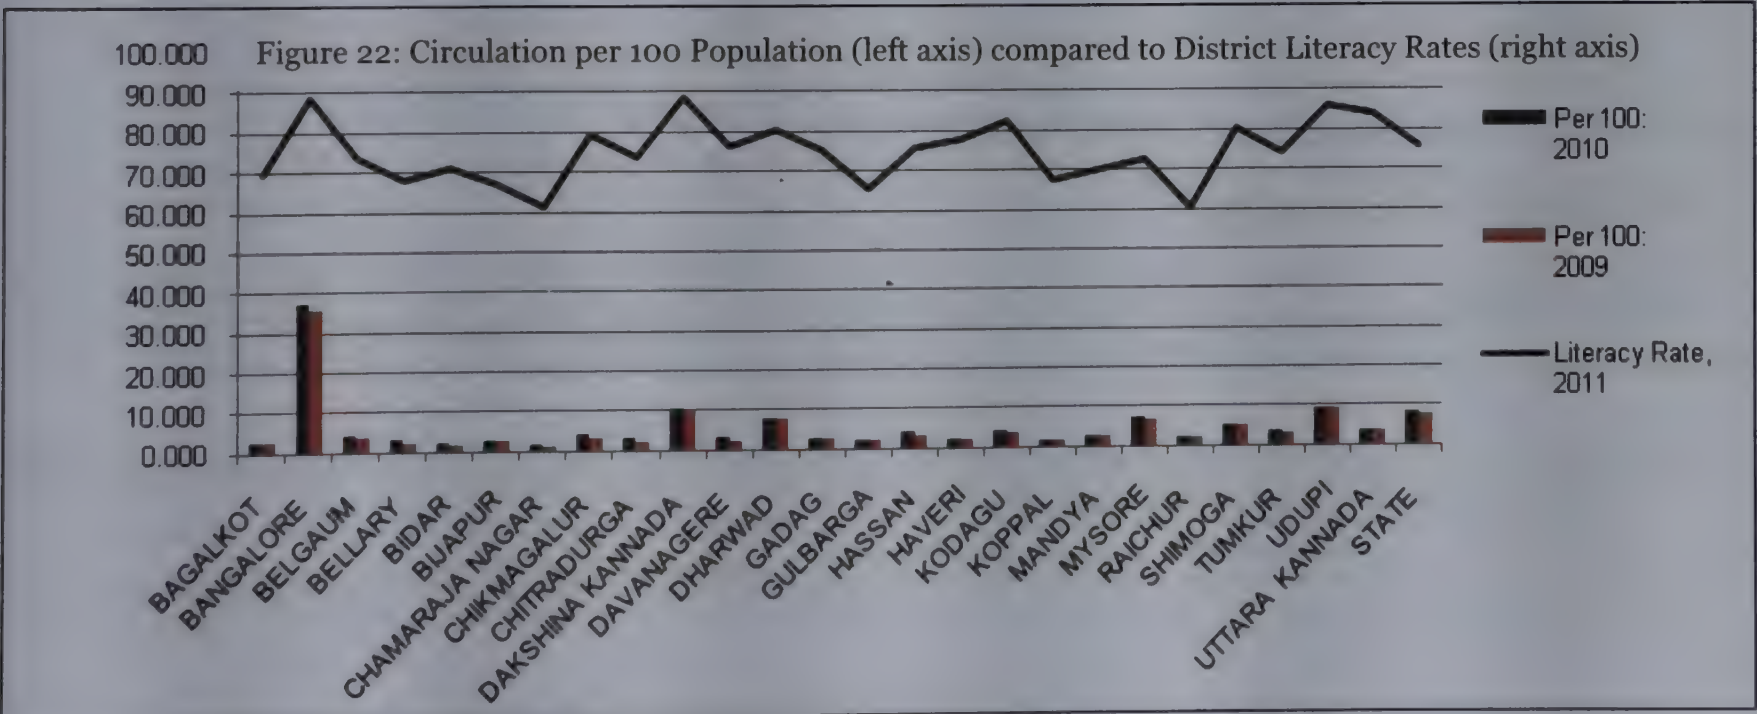 Figure 22: Circulation per 100 Population (left axis) compared to District Literacy Rates (right axis)
100.000
90.000
80.000
70.000
60.000
50.000
40.000
30.000
20.000
10.000
0.000
BAGALKOT
BANGALORE
BELGAUM
BELLARY
BIDAR
BIJAPUR
CHAMARAJA NAGAR
CHIKMAGALUR
CHITRADURGA
DAKSHINA KANNADA
DAVANAGERE
DHARWAD
GADAG
GULBARGA
HASSAN
HAVERI
KODAGU
KOPPAL
MANDYA
MYSORE
RAICHUR
SHIMOGA
TUMKUR
UDUPI
UTTARA KANNADA
STATE
Per 100:
2010
Per 100:
2009
Literacy Rate,
2011